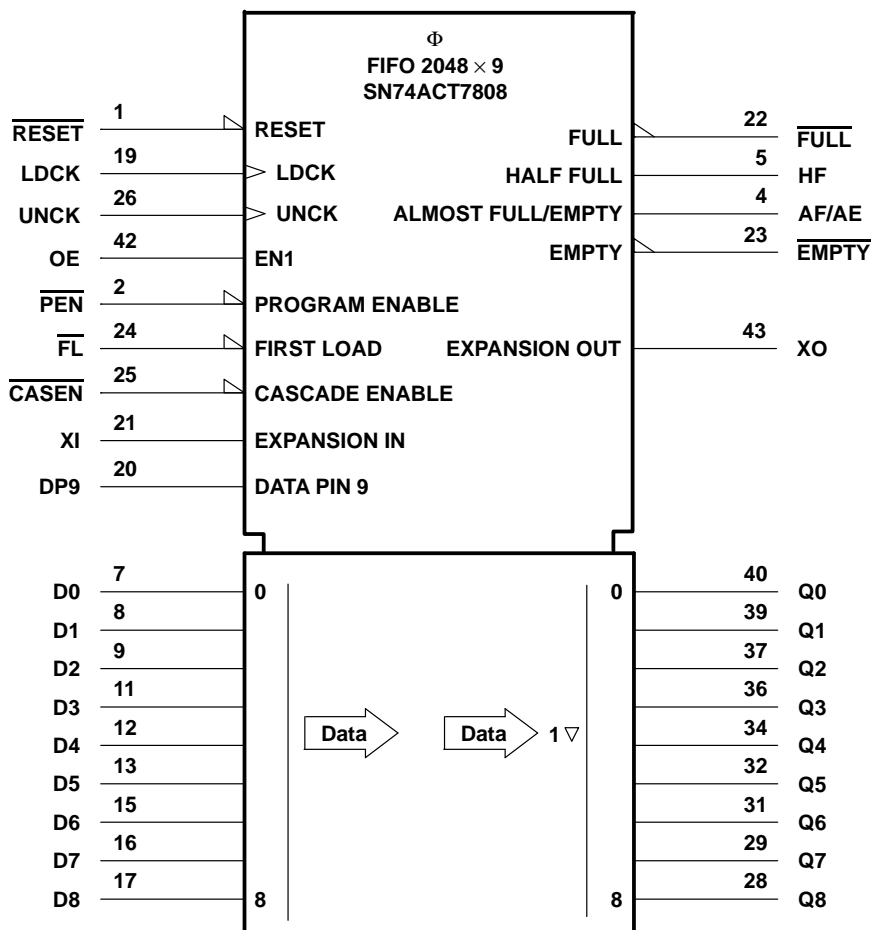 Φ
FIFO 2048 × 9
SN74ACT7808
RESET 1 RESET
LDCK 19 LDCK
UNCK 26 UNCK
OE 42 EN1
PEN 2 PROGRAM ENABLE
FL 24 FIRST LOAD
CASEN 25 CASCADE ENABLE
XI 21 EXPANSION IN
DP9 20 DATA PIN 9
FULL 22 FULL
HALF FULL 5 HF
ALMOST FULL/EMPTY 4 AF/AE
EMPTY 23 EMPTY
EXPANSION OUT 43 XO
D0 7 0
D1 8
D2 9
D3 11
D4 12
D5 13
D6 15
D7 16
D8 17 8
Data Data 1 ▽
0 40 Q0
39 Q1
37 Q2
36 Q3
34 Q4
32 Q5
31 Q6
29 Q7
8 28 Q8